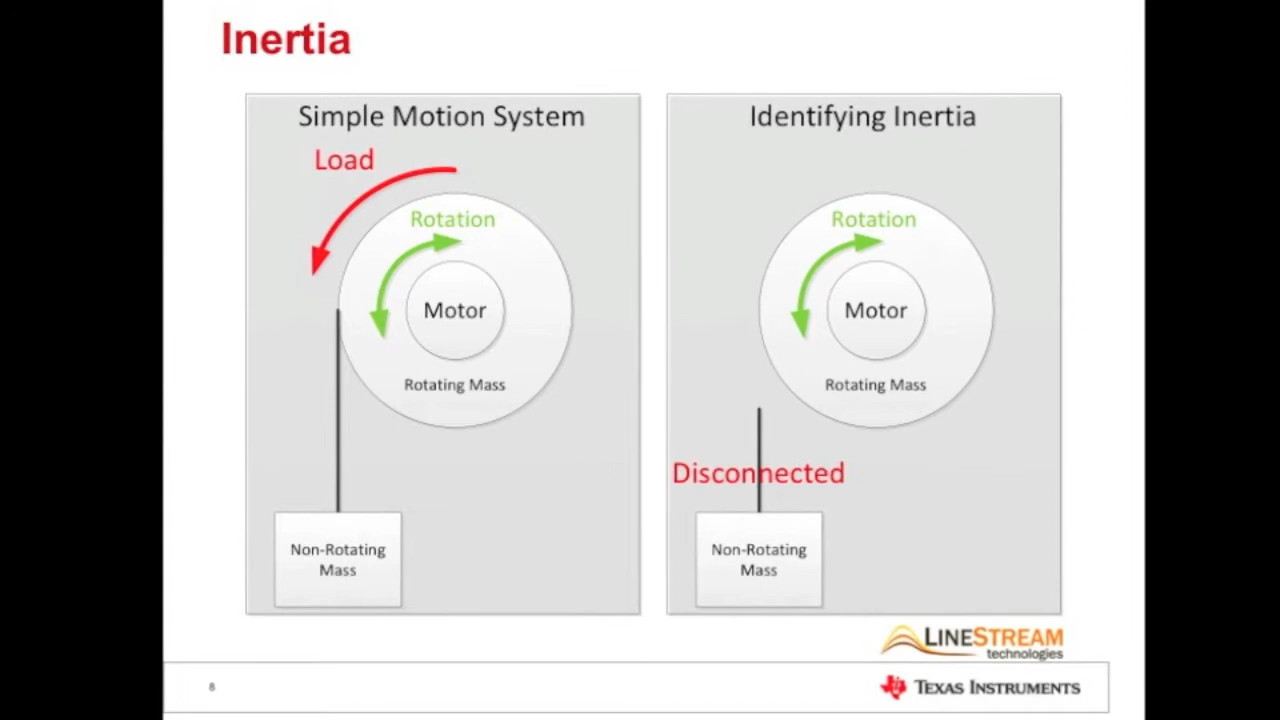 Inertia
Simple Motion System
Load
Rotation
Motor
Rotating Mass
Non-Rotating
Mass
Identifying Inertia
Rotation
Motor
Rotating Mass
Disconnected
Non-Rotating
Mass
LINESTREAM
technologies
8
TEXAS INSTRUMENTS